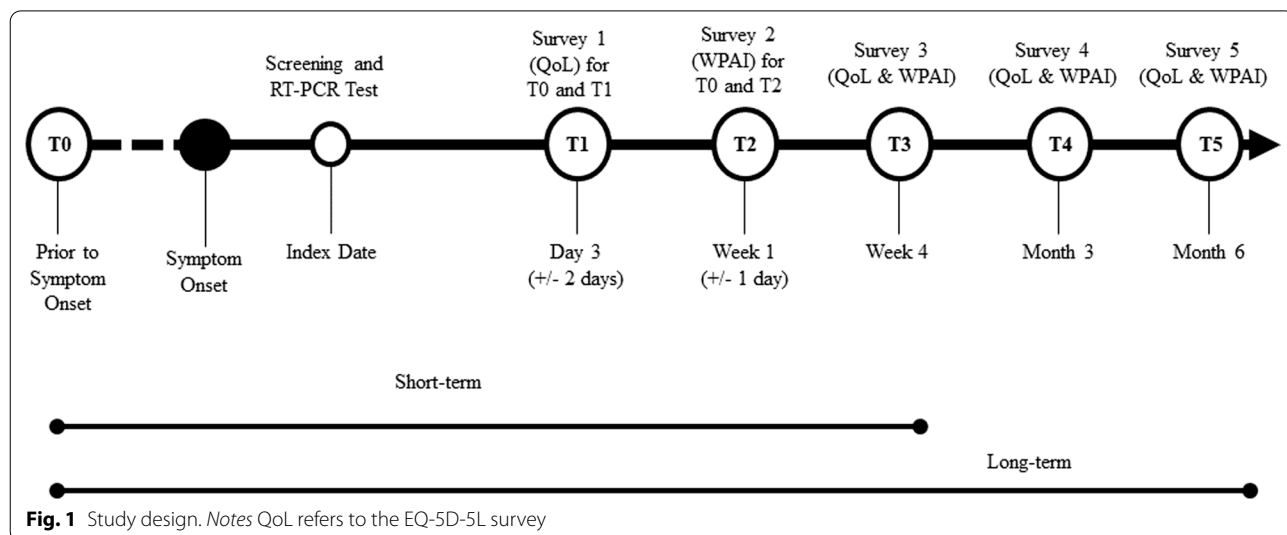 Screening and
RT-PCR Test
Survey 1
(QoL) for
T0 and T1
Survey 2
(WPAI) for
T0 and T2
Survey 3
(QoL & WPAI)
Survey 4
(QoL & WPAI)
Survey 5
(QoL & WPAI)
T0
T1
T2
T3
T4
T5
Prior to
Symptom
Onset
Symptom
Onset
Index Date
Day 3
(+/- 2 days)
Week 1
(+/- 1 day)
Week 4
Month 3
Month 6
Short-term
Long-term
Fig. 1 Study design. Notes QoL refers to the EQ-5D-5L survey